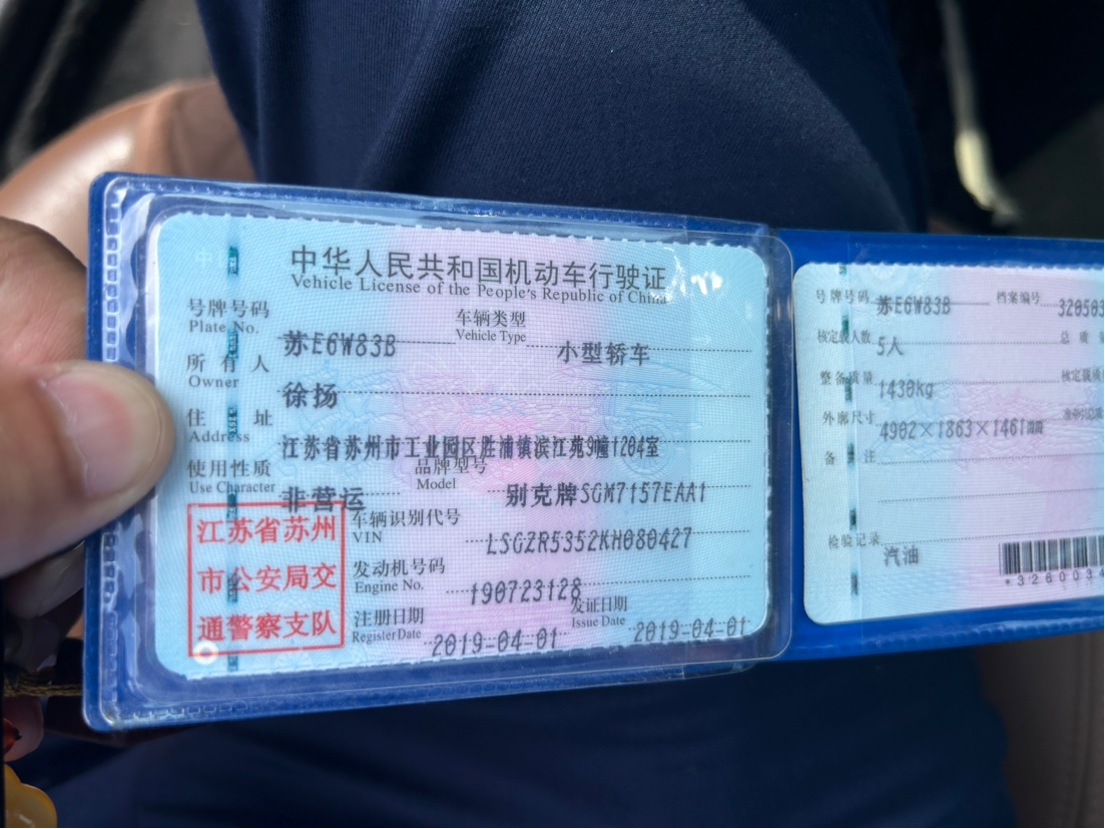 中华人民共和国机动车行驶证
Vehicle License of the People's Republic of China
号牌号码 苏E6W83B 车辆类型 小型轿车
Plate No. Vehicle Type
所有人 徐扬
Owner
住址 江苏省苏州市工业园区胜浦镇滨江苑9幢1204室
Address
使用性质 非营运 品牌型号 别克牌SGM7157EAA1
Use Character Model
江苏省苏州
市公安局交
通警察支队
车辆识别代号 LSGZR5352KH080427
VIN
发动机号码 190723128
Engine No.
注册日期 2019-04-01 发证日期 2019-04-01
Register Date Issue Date
号牌号码 苏E6W83B 档案编号 320503
核定载人数 5人 总质量
整备质量 1430kg 核定载质量
外廓尺寸 4902×1863×1461mm
备注
检验记录 汽油
*3260034